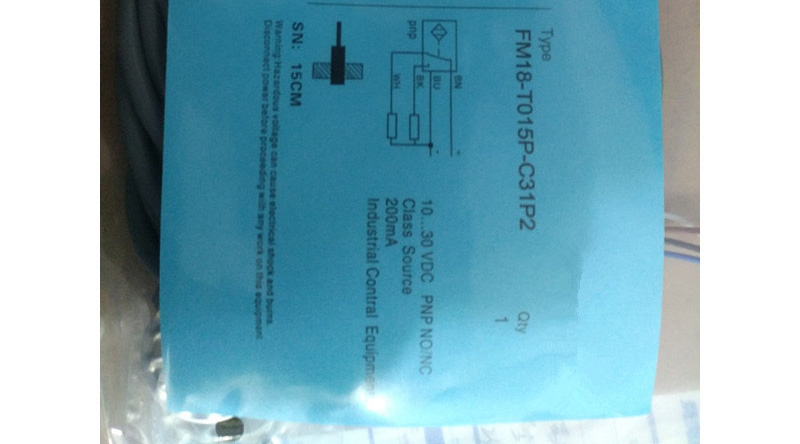 Type
FM18-T015P-C31P2
Qty
1
BN
BU
BK
WH
+
-
pnp
10...30 VDC PNP NO/NC
Class Source
200mA
Industrial Contral Equipment
SN: 15CM
Warning:Hazardous voltage can cause electrical shock and burns.
Disconnect power before proceeding with any work on this equipment